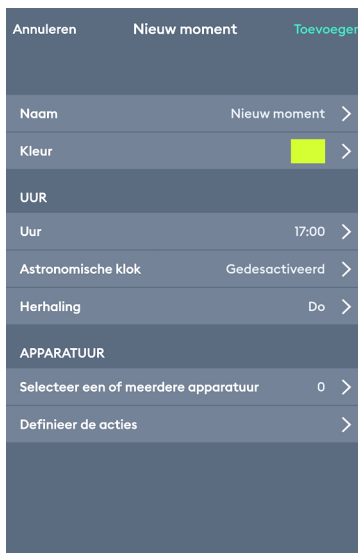 Annuleren Nieuw moment Toevoegen
Naam Nieuw moment
Kleur
UUR
Uur 17:00
Astronomische klok Gedesactiveerd
Herhaling Do
APPARATUUR
Selecteer een of meerdere apparatuur 0
Definieer de acties